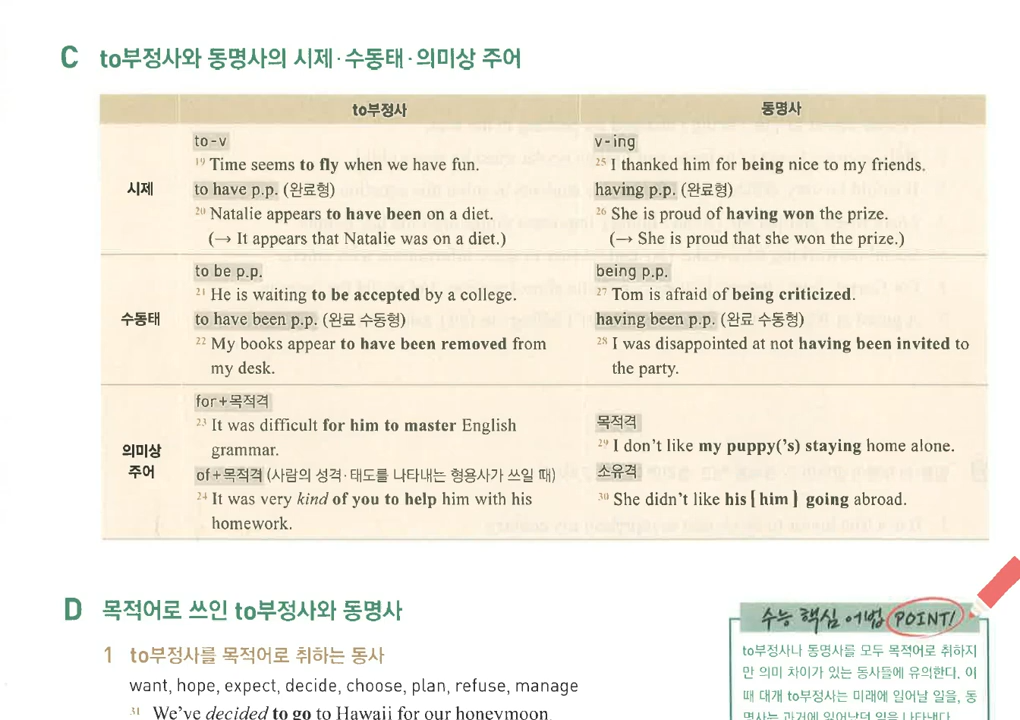 C to부정사와 동명사의 시제·수동태·의미상 주어
to부정사
동명사
시제
to-v
19 Time seems to fly when we have fun.
to have p.p. (완료형)
20 Natalie appears to have been on a diet.
(→ It appears that Natalie was on a diet.)
v-ing
25 I thanked him for being nice to my friends.
having p.p. (완료형)
26 She is proud of having won the prize.
(→ She is proud that she won the prize.)
수동태
to be p.p.
21 He is waiting to be accepted by a college.
to have been p.p. (완료 수동형)
22 My books appear to have been removed from
my desk.
being p.p.
27 Tom is afraid of being criticized.
having been p.p. (완료 수동형)
28 I was disappointed at not having been invited to
the party.
의미상
주어
for+목적격
23 It was difficult for him to master English
grammar.
of+목적격 (사람의 성격·태도를 나타내는 형용사가 쓰일 때)
24 It was very kind of you to help him with his
homework.
목적격
29 I don't like my puppy('s) staying home alone.
소유격
30 She didn't like his[him] going abroad.
D 목적어로 쓰인 to부정사와 동명사
1 to부정사를 목적어로 취하는 동사
want, hope, expect, decide, choose, plan, refuse, manage
31 We've decided to go to Hawaii for our honeymoon.
수능 핵심 어법 POINT!
to부정사나 동명사를 모두 목적어로 취하지
만 의미 차이가 있는 동사들에 유의한다. 이
때 대개 to부정사는 미래에 일어날 일을, 동
명사는 과거에 일어났던 일을 나타낸다.